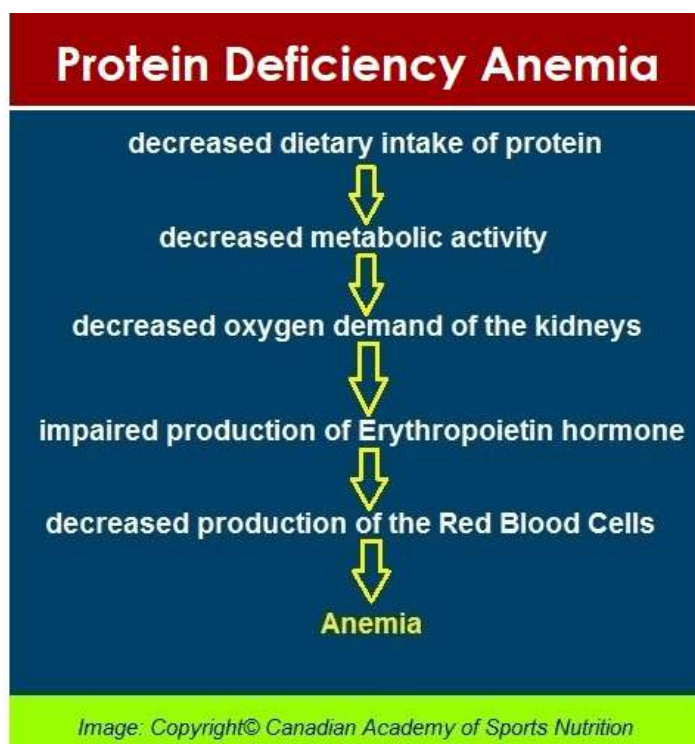 Protein Deficiency Anemia
decreased dietary intake of protein
decreased metabolic activity
decreased oxygen demand of the kidneys
impaired production of Erythropoietin hormone
decreased production of the Red Blood Cells
Anemia
Image: Copyright© Canadian Academy of Sports Nutrition